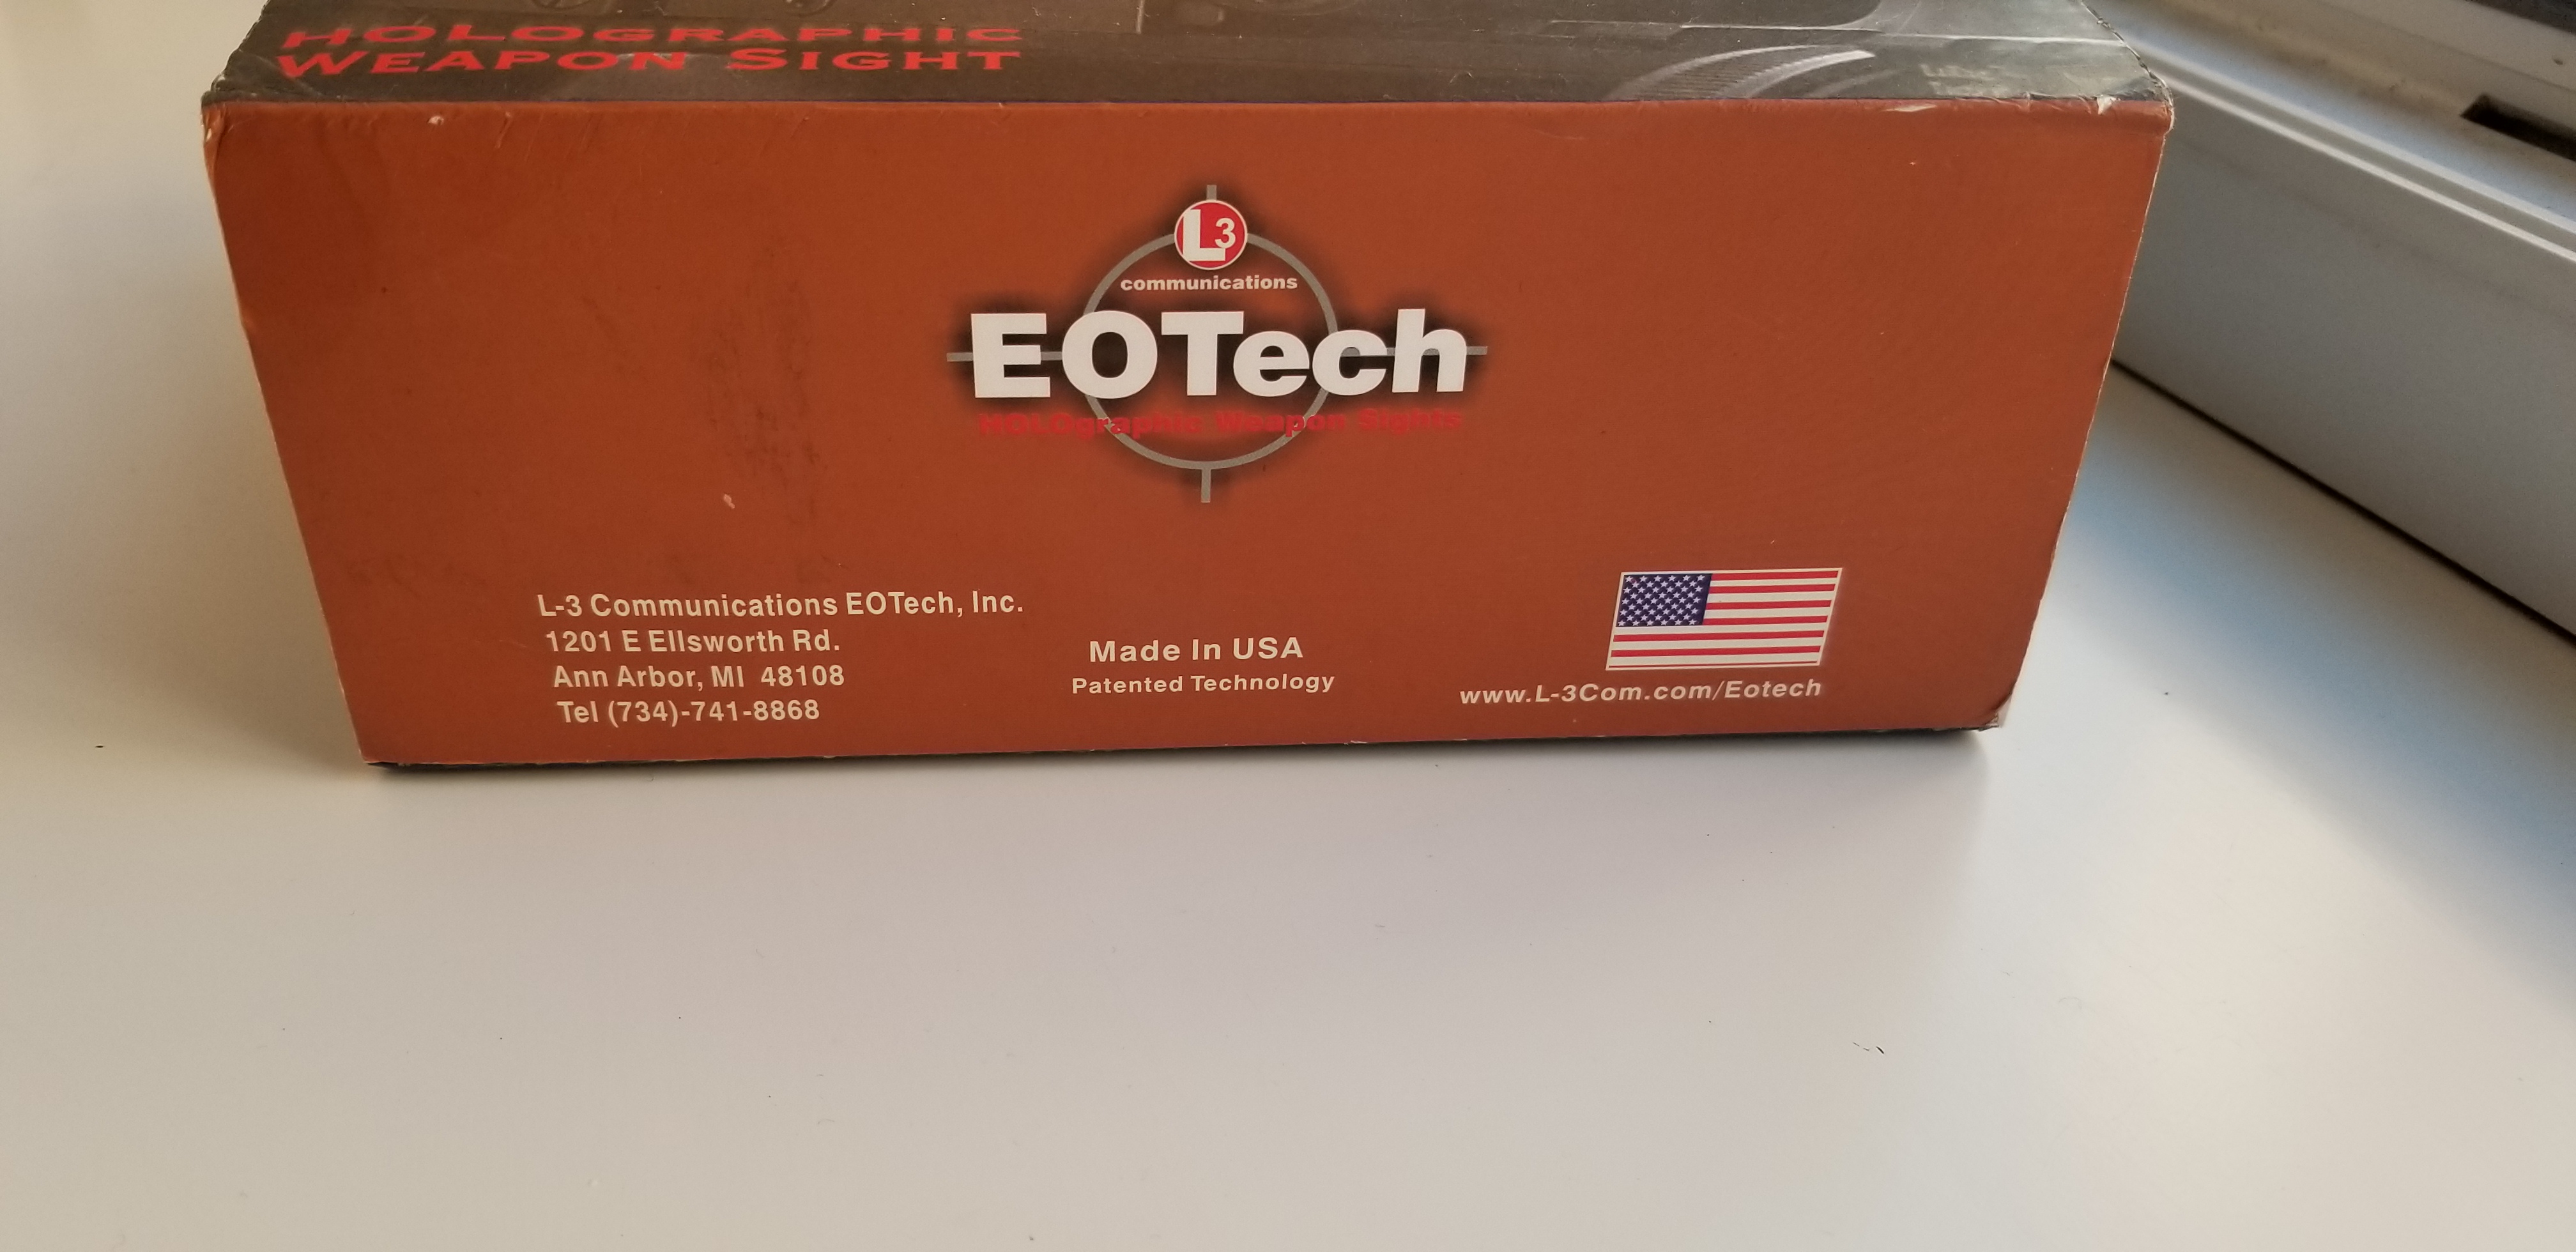 HOLOGRAPHIC
WEAPON SIGHT
L3
communications
EOTech
HOLOgraphic Weapon Sights
L-3 Communications EOTech, Inc.
1201 E Ellsworth Rd.
Ann Arbor, MI 48108
Tel (734)-741-8868
Made In USA
Patented Technology
www.L-3Com.com/Eotech